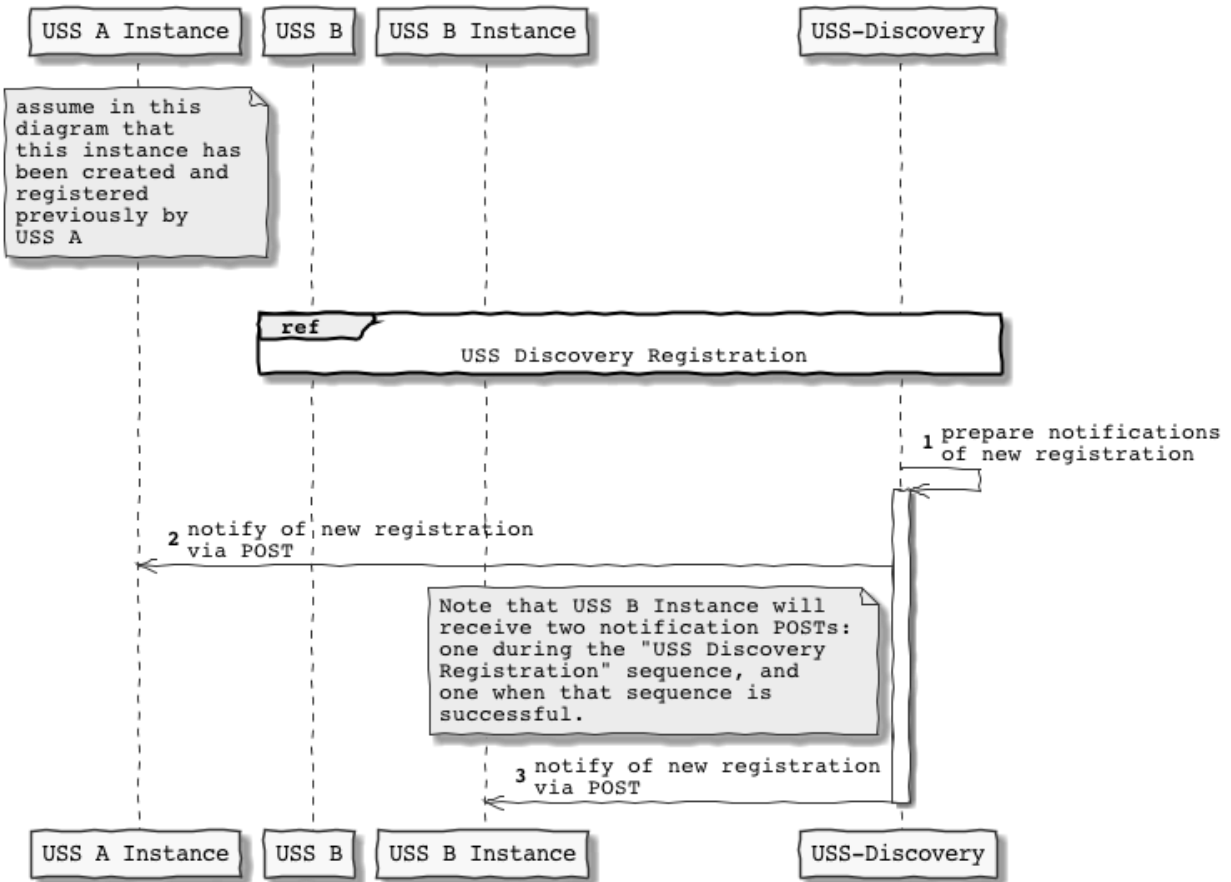 USS A Instance
USS B
USS B Instance
USS-Discovery
assume in this
diagram that
this instance has
been created and
registered
previously by
USS A
ref
USS Discovery Registration
1 prepare notifications
of new registration
2 notify of new registration
via POST
Note that USS B Instance will
receive two notification POSTs:
one during the "USS Discovery
Registration" sequence, and
one when that sequence is
successful.
3 notify of new registration
via POST
USS A Instance
USS B
USS B Instance
USS-Discovery